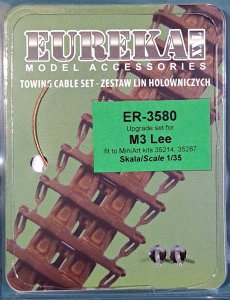 EUREKA XXL
MODEL ACCESSORIES
TOWING CABLE SET - ZESTAW LIN HOLOWNICZYCH
ER-3580
Upgrade set for
M3 Lee
fit to MiniArt kits 35214, 35287
Skala/Scale 1/35